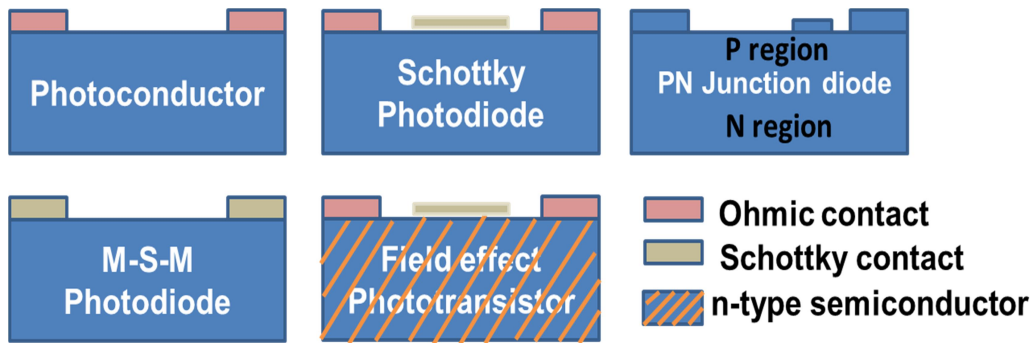 Photoconductor
Schottky
Photodiode
P region
PN Junction diode
N region
M-S-M
Photodiode
Field effect
Phototransistor
Ohmic contact
Schottky contact
n-type semiconductor